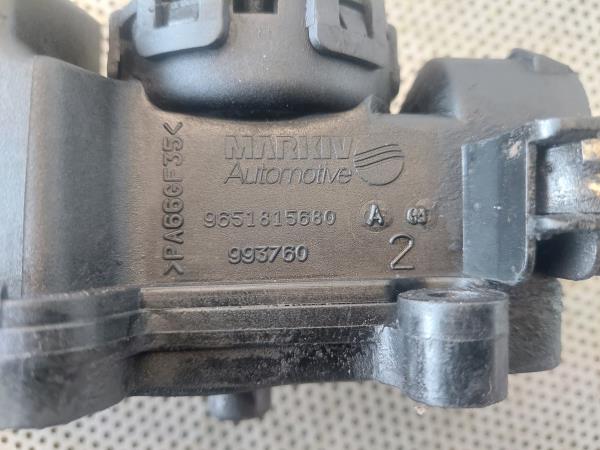 MARKIV
Automotive
9651815680 A
993760 2
>PA66GF35<